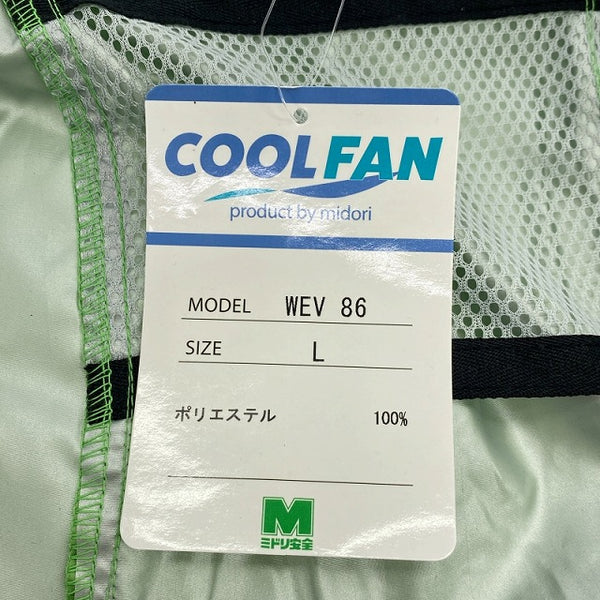 COOLFAN
product by midori
MODEL WEV 86
SIZE L
ポリエステル 100%
M
ミドリ安全